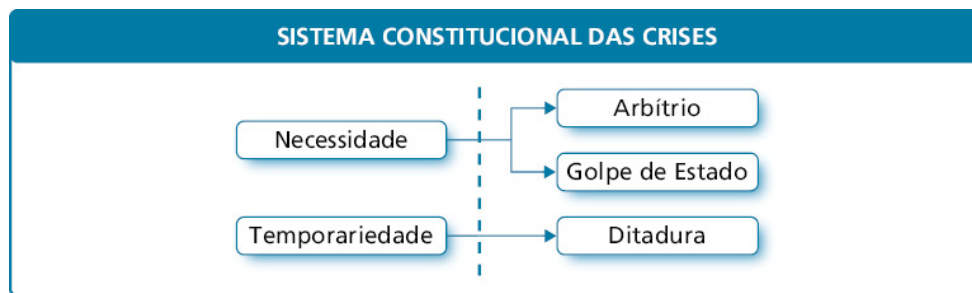 SISTEMA CONSTITUCIONAL DAS CRISES
Necessidade
Arbítrio
Golpe de Estado
Temporariedade
Ditadura